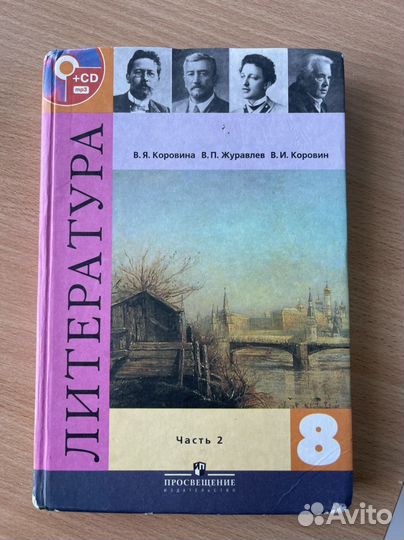 +CD
mp3
В.Я. Коровина В.П. Журавлев В.И. Коровин
ЛИТЕРАТУРА
Часть 2
8
ПРОСВЕЩЕНИЕ
ИЗДАТЕЛЬСТВО
Avito